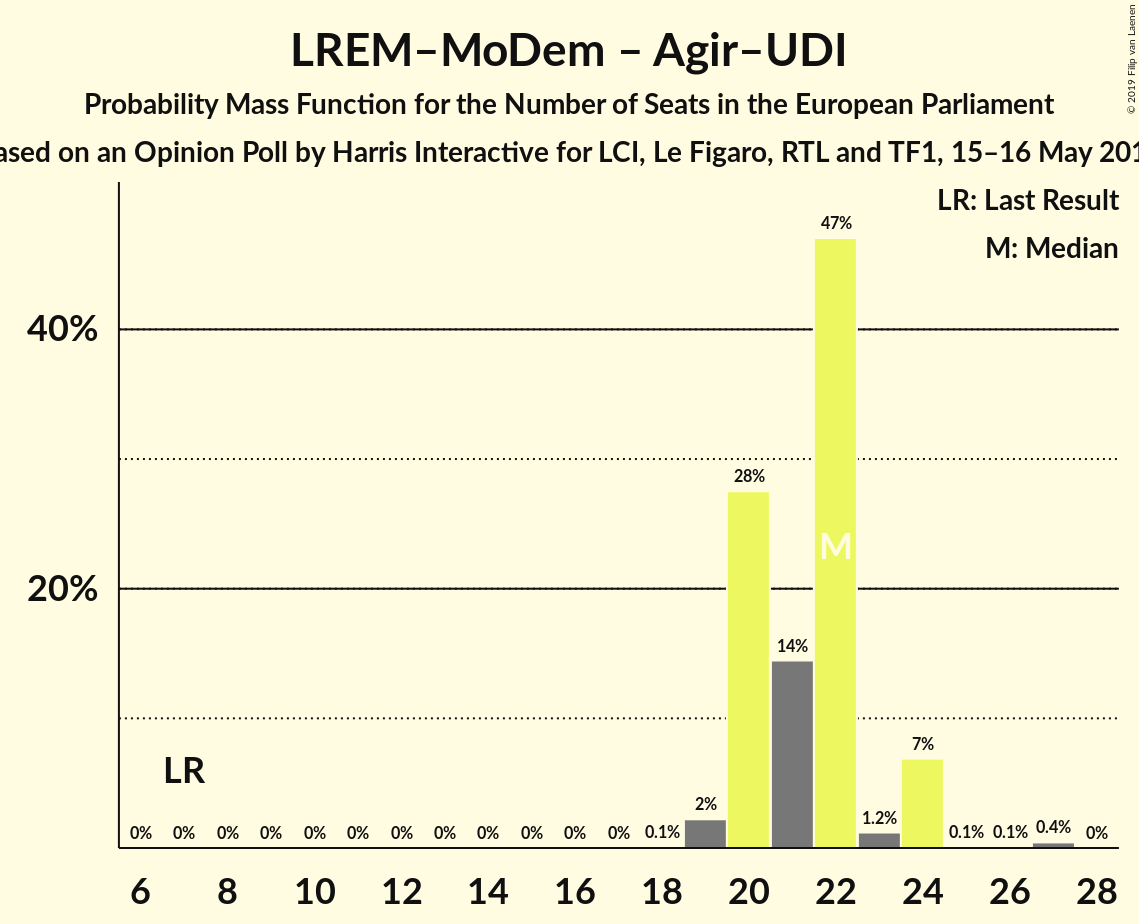 LREM–MoDem – Agir–UDI
Probability Mass Function for the Number of Seats in the European Parliament
on an Opinion Poll by Harris Interactive for LCI, Le Figaro, RTL and TF1, 15–16 May
© 2019 Filip van Laenen
LR: Last Result
M: Median
47%
40%
28%
M
20%
14%
LR
7%
2%
1.2%
0% 0% 0% 0% 0% 0% 0% 0% 0% 0% 0% 0% 0.1% 0.1% 0.1% 0.4% 0%
6 8 10 12 14 16 18 20 22 24 26 28